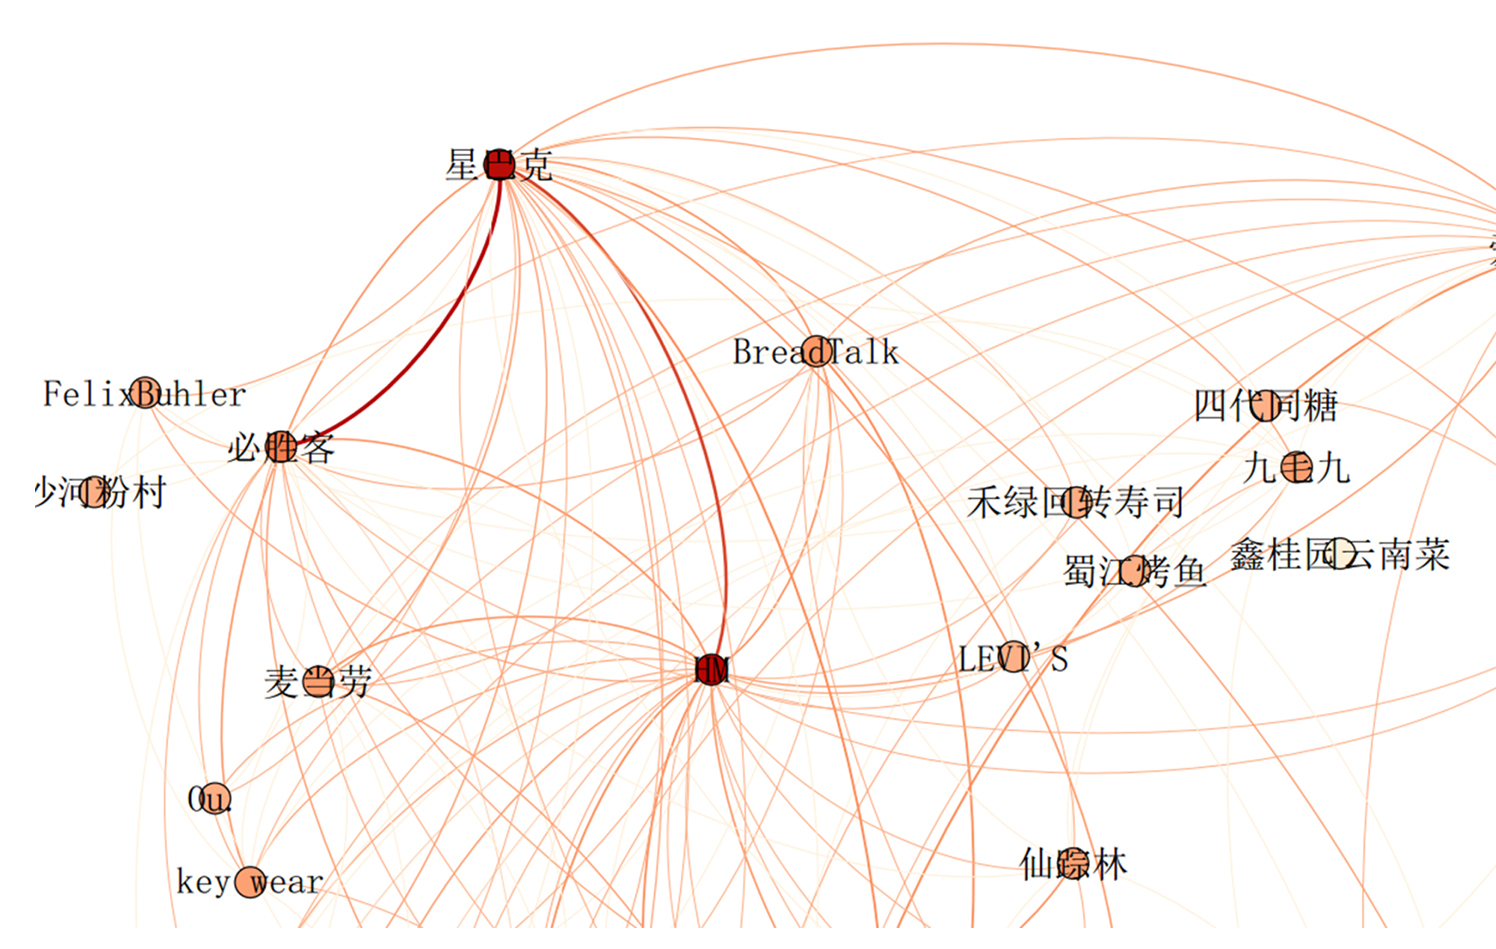 星巴克
BreadTalk
FelixBuhler
四代同糖
必胜客
九毛九
沙河粉村
禾绿回转寿司
鑫桂园云南菜
蜀江烤鱼
LEVI'S
HM
麦当劳
Ou.
仙踪林
key wear